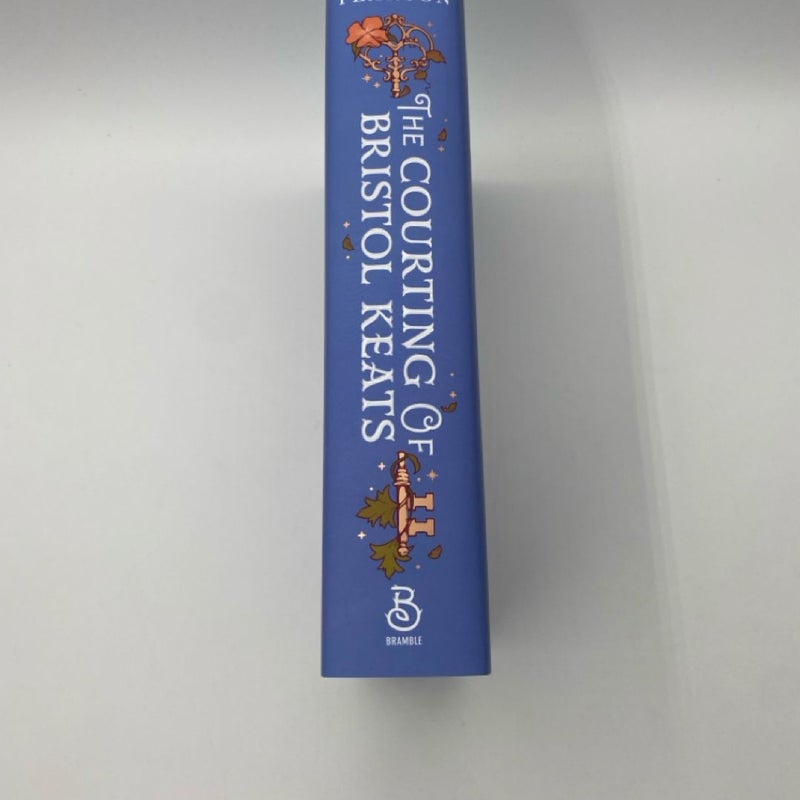 THE COURTING OF
BRISTOL KEATS
B
BRAMBLE